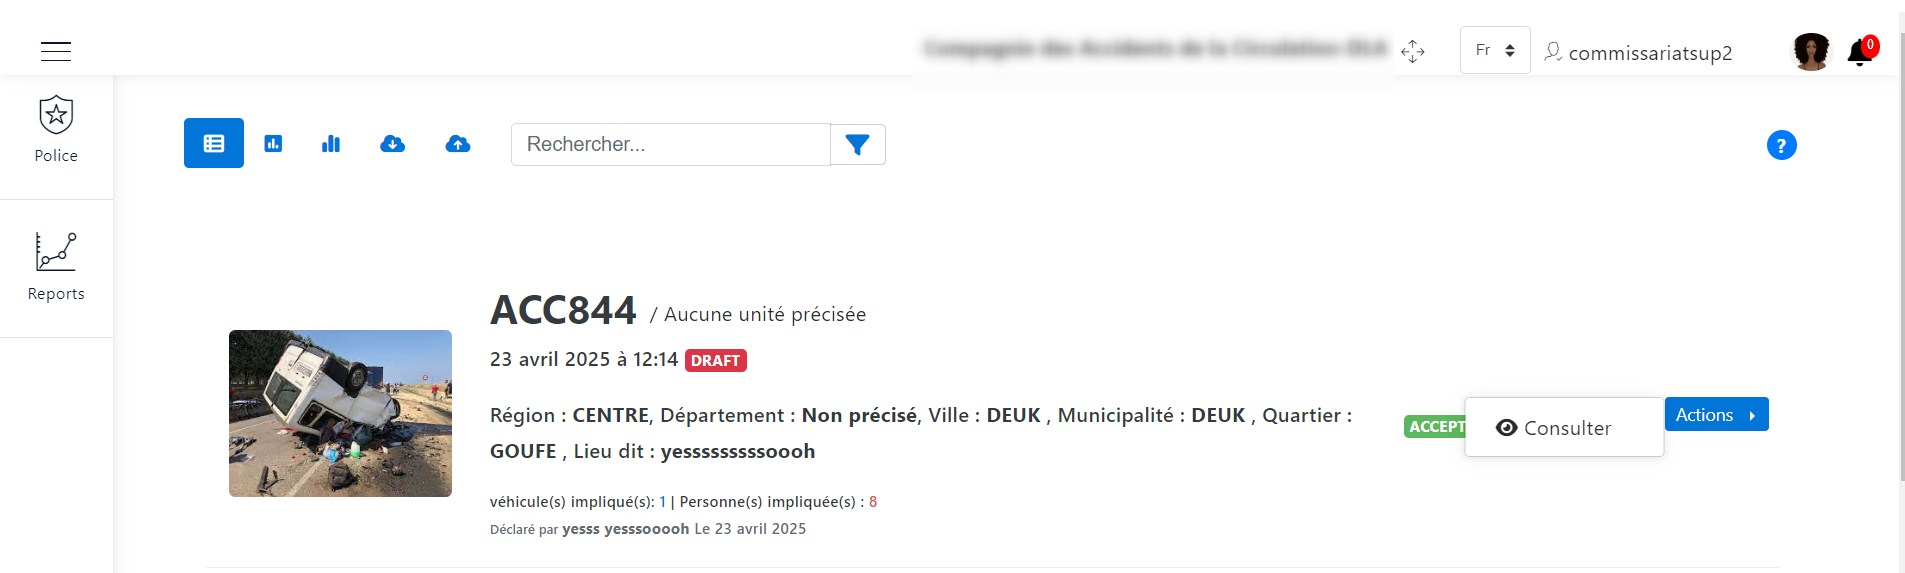 Fr
commissariatsup2
0
Police
Rechercher...
?
Reports
ACC844 / Aucune unité précisée
23 avril 2025 à 12:14 DRAFT
Région : CENTRE, Département : Non précisé, Ville : DEUK , Municipalité : DEUK , Quartier :
GOUFE , Lieu dit : yesssssssssoooh
ACCEPT
Consulter
Actions
véhicule(s) impliqué(s): 1 | Personne(s) impliquée(s) : 8
Déclaré par yesss yesssooooh Le 23 avril 2025